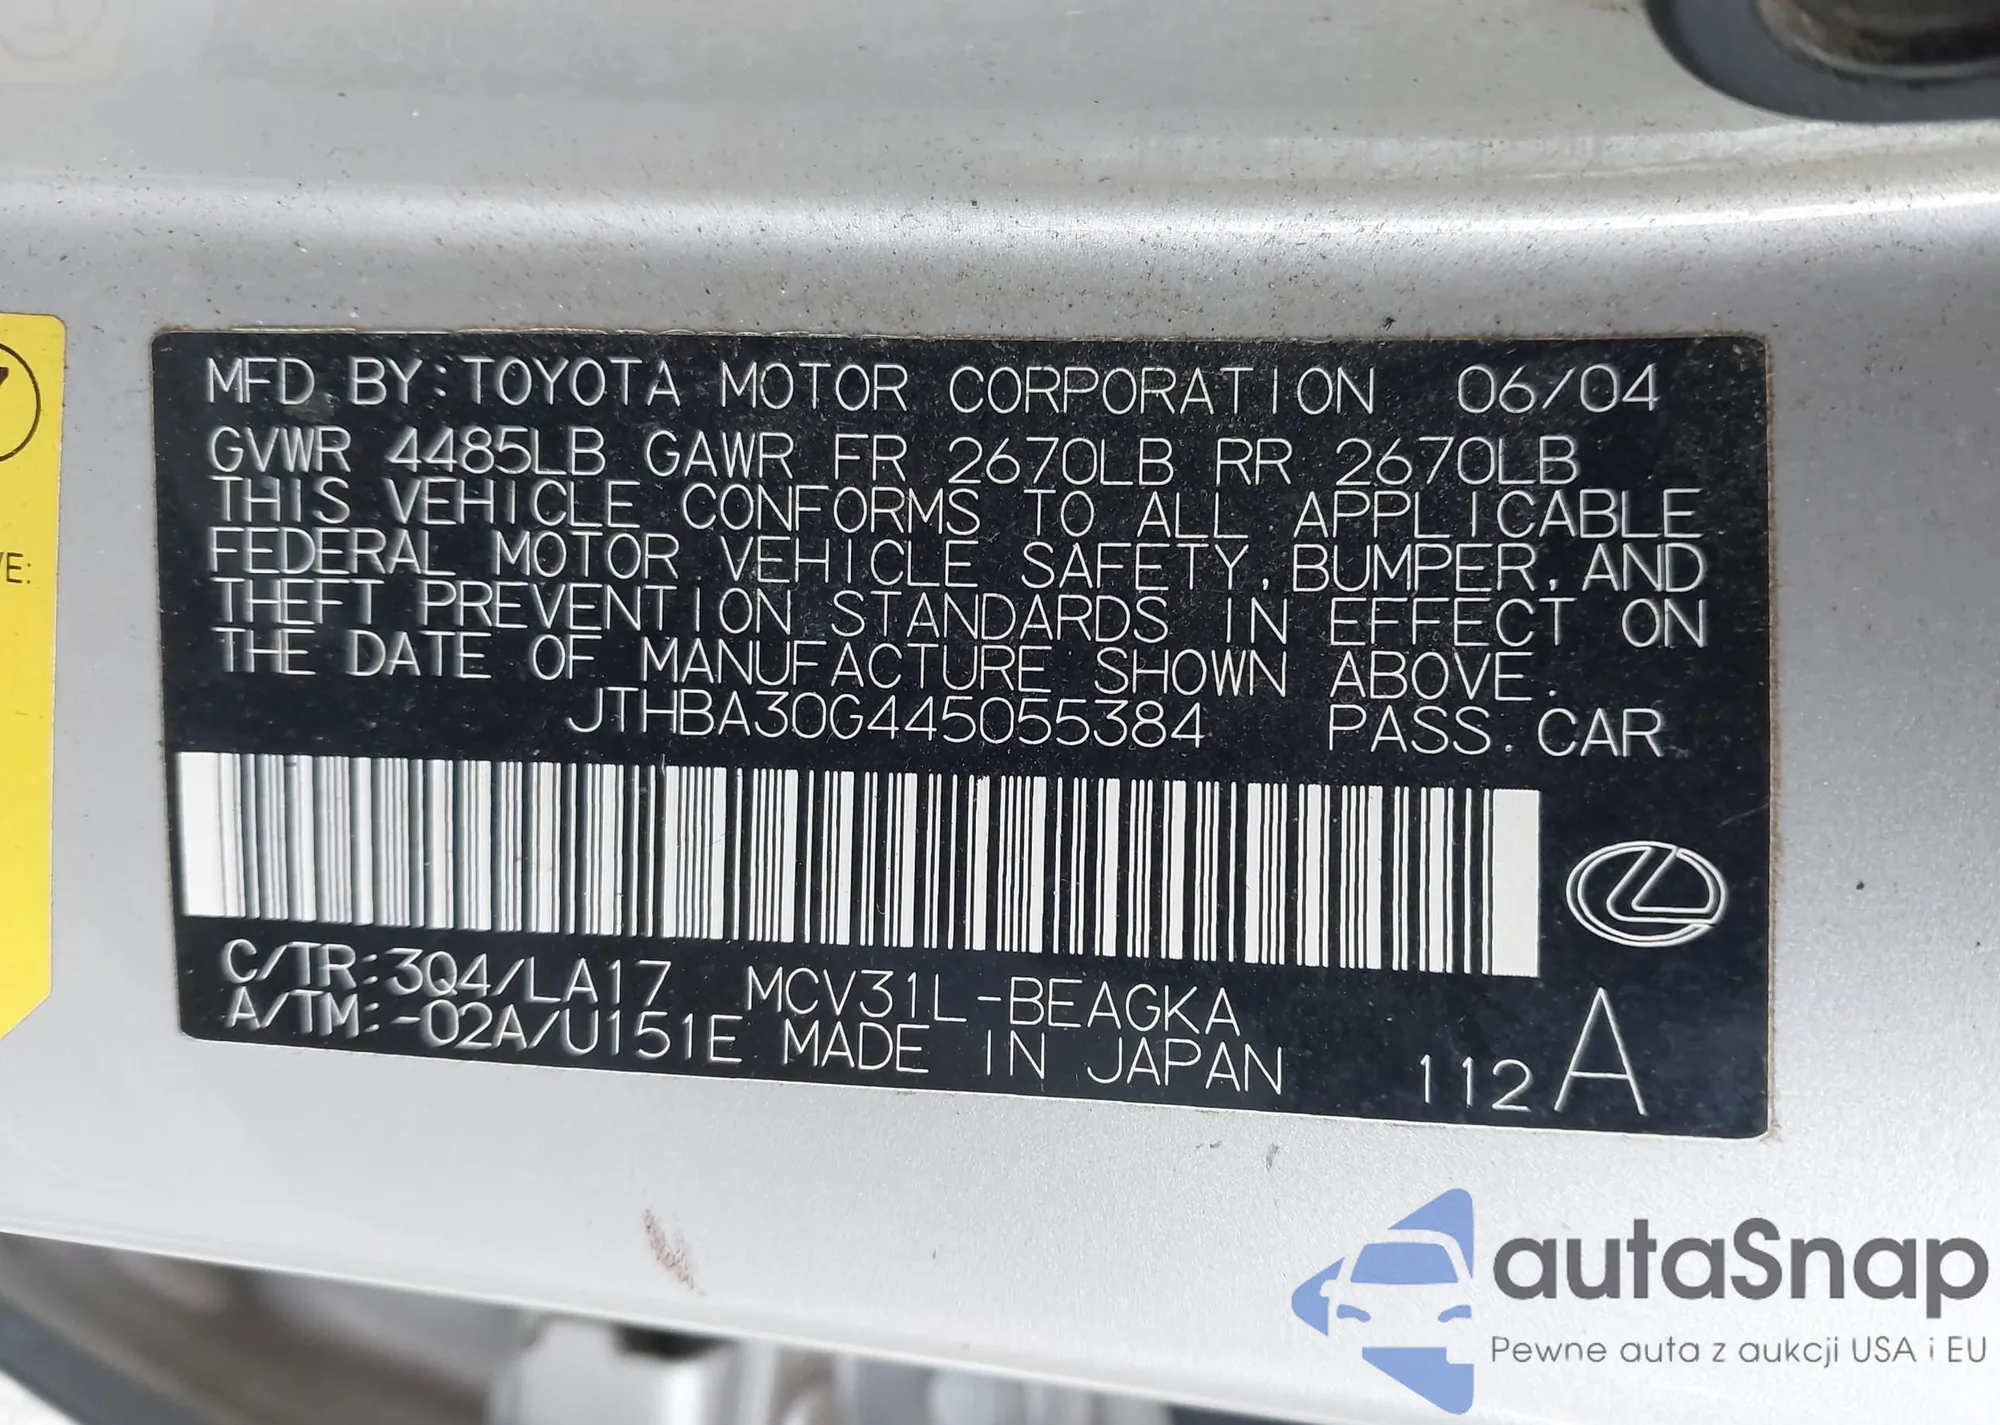 MFD. BY: TOYOTA MOTOR CORPORATION 06/04
GVWR 4485LB GAWR FR 2670LB RR 2670LB
THIS VEHICLE CONFORMS TO ALL APPLICABLE
FEDERAL MOTOR VEHICLE SAFETY, BUMPER, AND
THEFT PREVENTION STANDARDS IN EFFECT ON
THE DATE OF MANUFACTURE SHOWN ABOVE.
JTHBA30G445055384 PASS. CAR
C/TR: 3Q4/LA17 MCV31L-BEAGKA
A/TM: -02A/U151E MADE IN JAPAN 112 A
autoSnap
Pewne auta z aukcji USA i EU